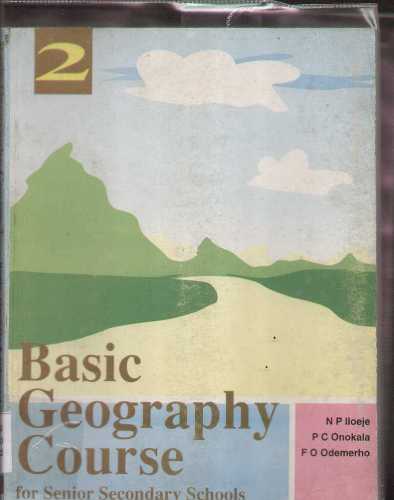 2
Basic
Geography
Course
for Senior Secondary Schools
N P Iloeje
P C Onokala
F O Odemerho